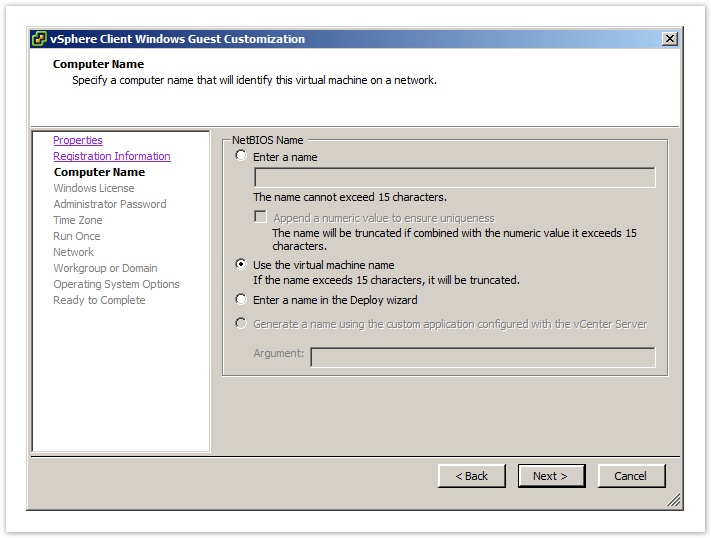 vSphere Client Windows Guest Customization
Computer Name
Specify a computer name that will identify this virtual machine on a network.
Properties
Registration Information
Computer Name
Windows License
Administrator Password
Time Zone
Run Once
Network
Workgroup or Domain
Operating System Options
Ready to Complete
NetBIOS Name
Enter a name
The name cannot exceed 15 characters.
Append a numeric value to ensure uniqueness
The name will be truncated if combined with the numeric value it exceeds 15
characters.
Use the virtual machine name
If the name exceeds 15 characters, it will be truncated.
Enter a name in the Deploy wizard
Generate a name using the custom application configured with the vCenter Server
Argument:
< Back
Next >
Cancel